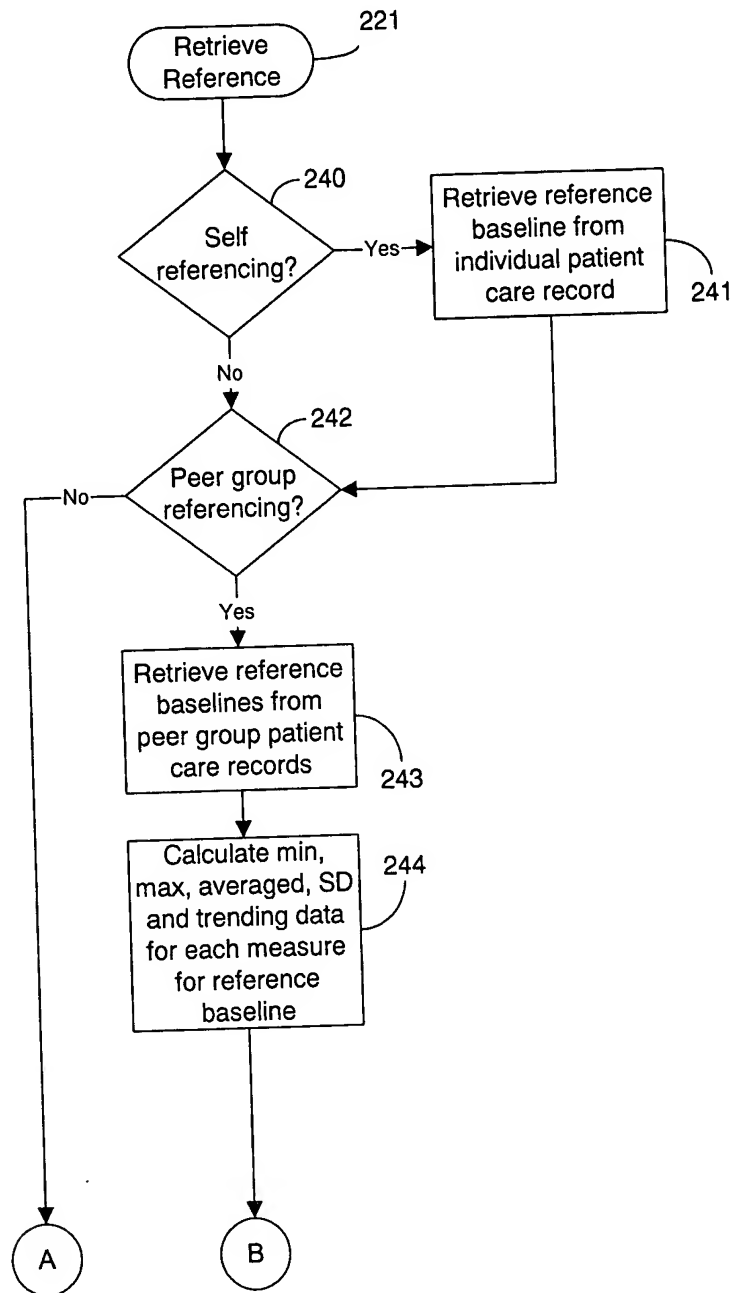 221
Retrieve
Reference
240
Self
referencing?
Yes
Retrieve reference
baseline from
individual patient
care record
241
No
242
Peer group
referencing?
No
Yes
Retrieve reference
baselines from
peer group patient
care records
243
Calculate min,
max, averaged, SD
and trending data
for each measure
for reference
baseline
244
A
B